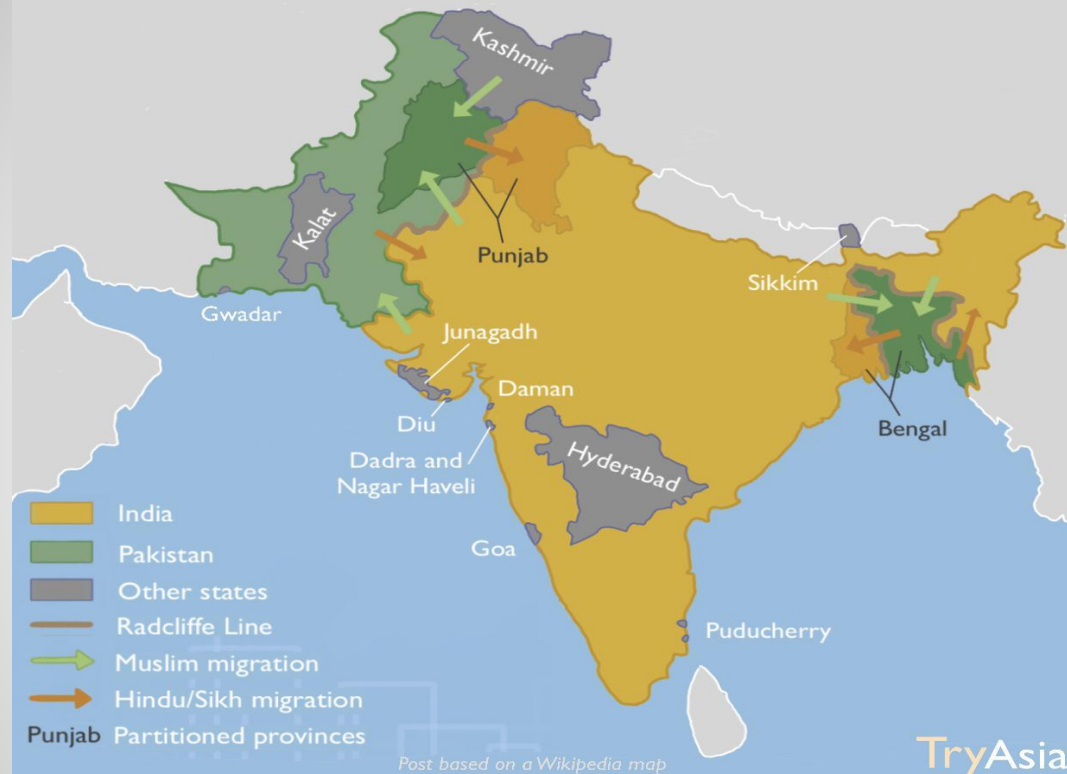 Kashmir
Kalat
Punjab
Sikkim
Gwadar
Junagadh
Daman
Diu
Bengal
Dadra and
Nagar Haveli
Hyderabad
Goa
India
Pakistan
Other states
Radcliffe Line
Puducherry
Muslim migration
Hindu/Sikh migration
Punjab Partitioned provinces
Post based on a Wikipedia map
TryAsia